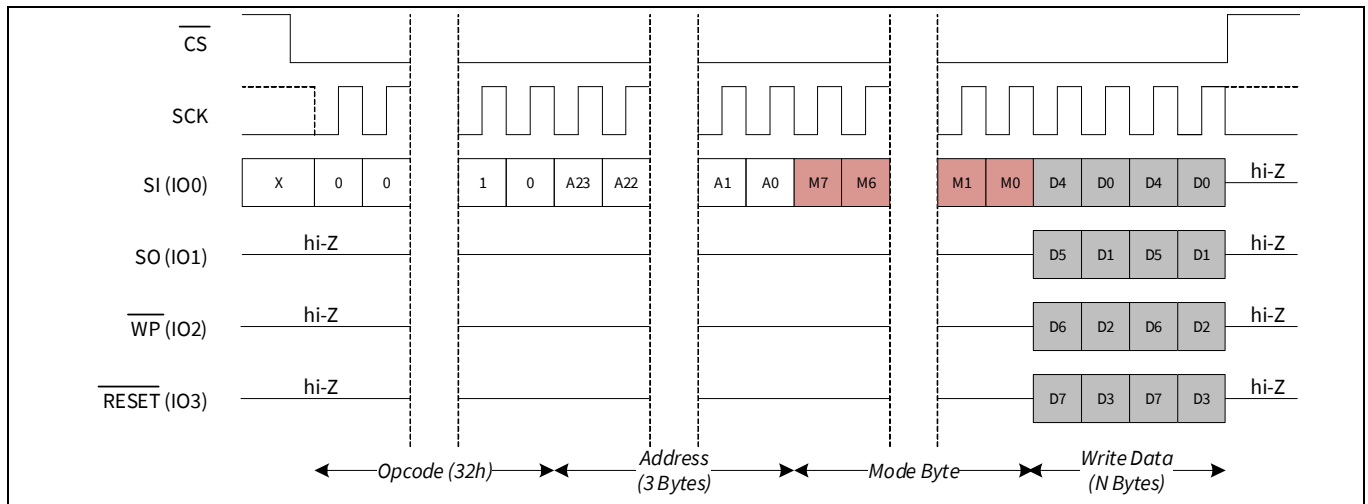 CS
SCK
SI (IO0) X 0 0 1 0 A23 A22 A1 A0 M7 M6 M1 M0 D4 D0 D4 D0 hi-Z
hi-Z
SO (IO1) D5 D1 D5 D1 hi-Z
hi-Z
WP (IO2) D6 D2 D6 D2 hi-Z
hi-Z
RESET (IO3) D7 D3 D7 D3 hi-Z
Opcode (32h) Address (3 Bytes) Mode Byte Write Data (N Bytes)